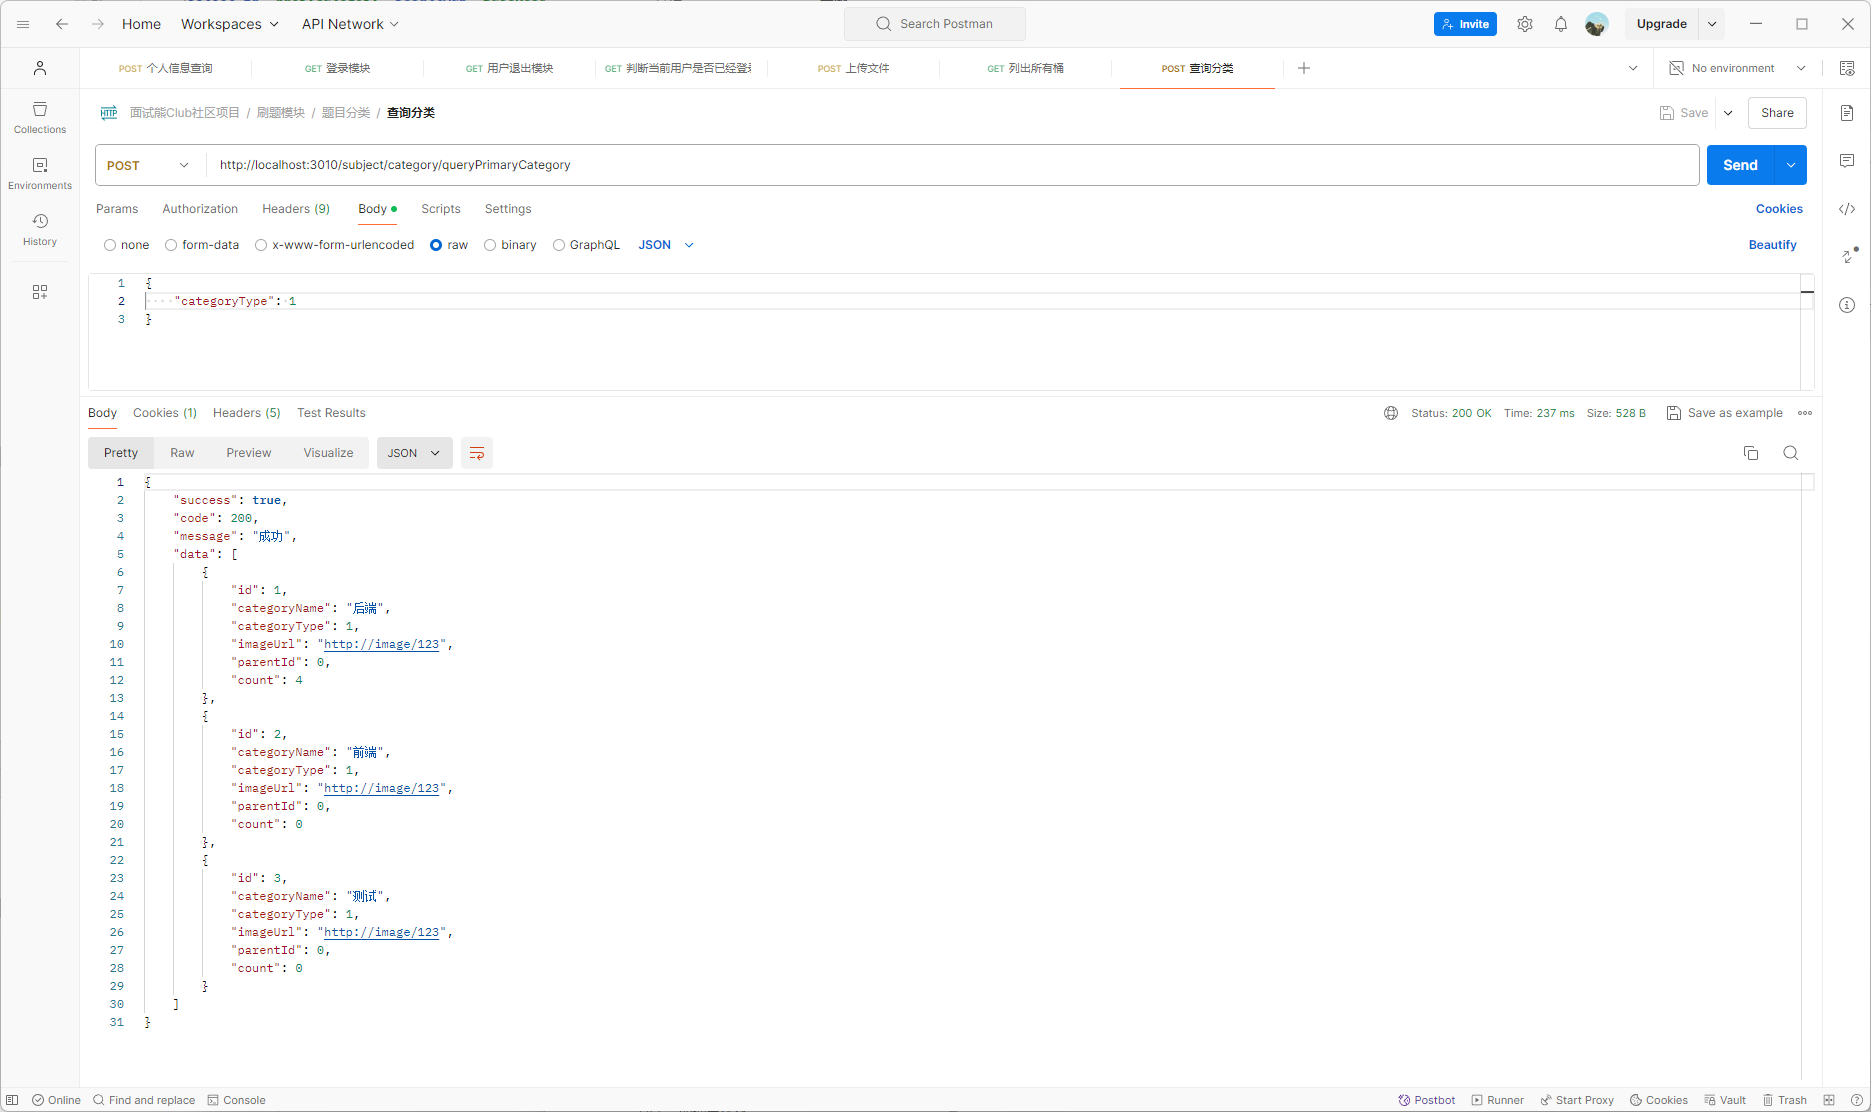 Home
Workspaces
API Network
Search Postman
Invite
Upgrade
POST 个人信息查询
GET 登录模块
GET 用户退出模块
GET 判断当前用户是否已经登录
POST 上传文件
GET 列出所有桶
POST 查询分类
No environment
Collections
Environments
History
HTTP 面试熊Club社区项目 / 刷题模块 / 题目分类 / 查询分类
Save
Share
POST
http://localhost:3010/subject/category/queryPrimaryCategory
Send
Params
Authorization
Headers (9)
Body
Scripts
Settings
Cookies
none
form-data
x-www-form-urlencoded
raw
binary
GraphQL
JSON
Beautify
1 {
2 "categoryType": 1
3 }
Body
Cookies (1)
Headers (5)
Test Results
Status: 200 OK
Time: 237 ms
Size: 528 B
Save as example
Pretty
Raw
Preview
Visualize
JSON
1 {
2 "success": true,
3 "code": 200,
4 "message": "成功",
5 "data": [
6 {
7 "id": 1,
8 "categoryName": "后端",
9 "categoryType": 1,
10 "imageUrl": "http://image/123",
11 "parentId": 0,
12 "count": 4
13 },
14 {
15 "id": 2,
16 "categoryName": "前端",
17 "categoryType": 1,
18 "imageUrl": "http://image/123",
19 "parentId": 0,
20 "count": 0
21 },
22 {
23 "id": 3,
24 "categoryName": "测试",
25 "categoryType": 1,
26 "imageUrl": "http://image/123",
27 "parentId": 0,
28 "count": 0
29 }
30 ]
31 }
Online
Find and replace
Console
Postbot
Runner
Start Proxy
Cookies
Vault
Trash